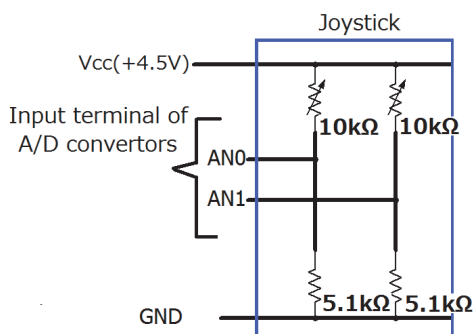 Joystick
Vcc(+4.5V)
Input terminal of
A/D convertors
10kΩ
10kΩ
AN0
AN1
5.1kΩ
5.1kΩ
GND